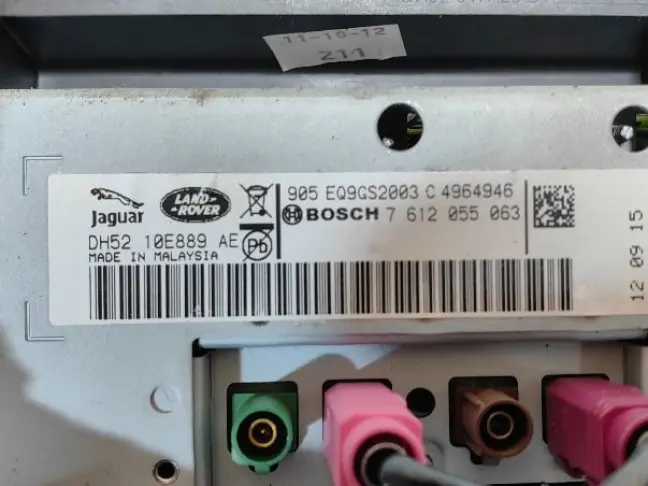 11-10-12
211
Jaguar
LAND-
ROVER
905 EQ9GS2003 C 4964946
BOSCH 7 612 055 063
DH52 10E889 AE
Pb
MADE IN MALAYSIA
12 09 15